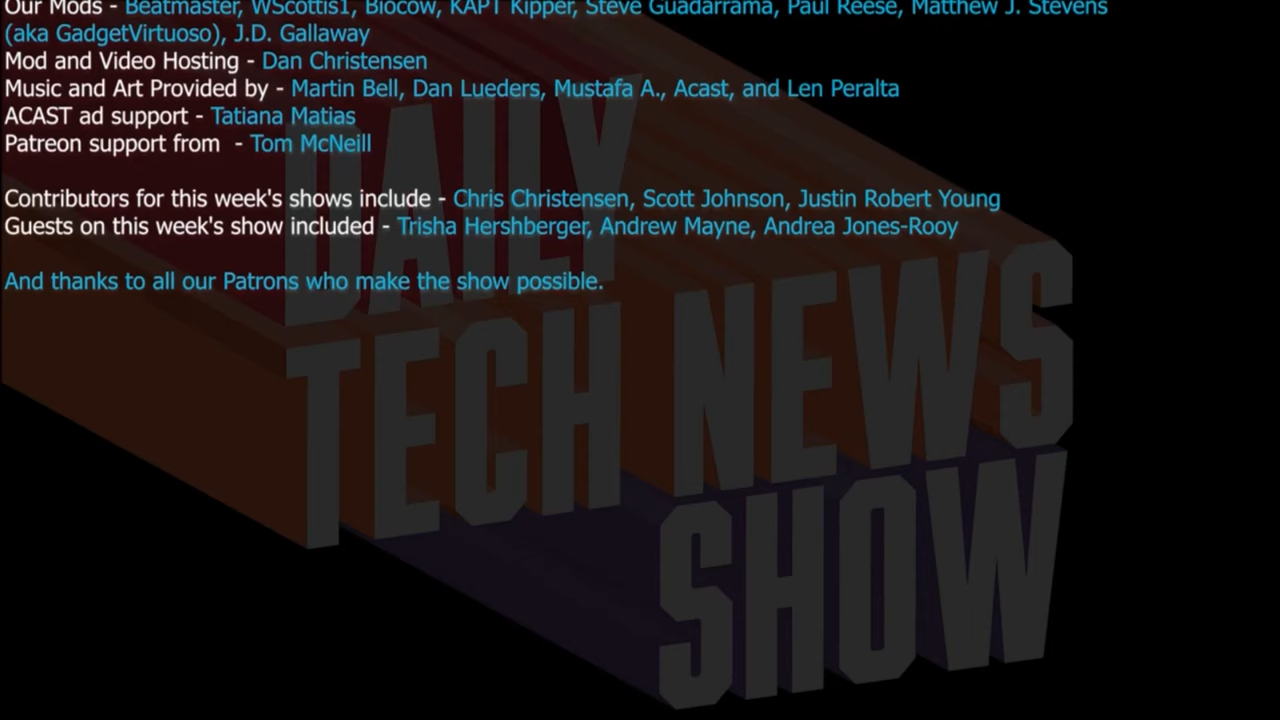 Our Mods - Beatmaster, WScottis1, Biocow, KAPT Kipper, Steve Guadarrama, Paul Reese, Matthew J. Stevens
(aka GadgetVirtuoso), J.D. Gallaway
Mod and Video Hosting - Dan Christensen
Music and Art Provided by - Martin Bell, Dan Lueders, Mustafa A., Acast, and Len Peralta
ACAST ad support - Tatiana Matias
Patreon support from  - Tom McNeill
Contributors for this week's shows include - Chris Christensen, Scott Johnson, Justin Robert Young
Guests on this week's show included - Trisha Hershberger, Andrew Mayne, Andrea Jones-Rooy
And thanks to all our Patrons who make the show possible.
DAILY
TECH NEWS
SHOW